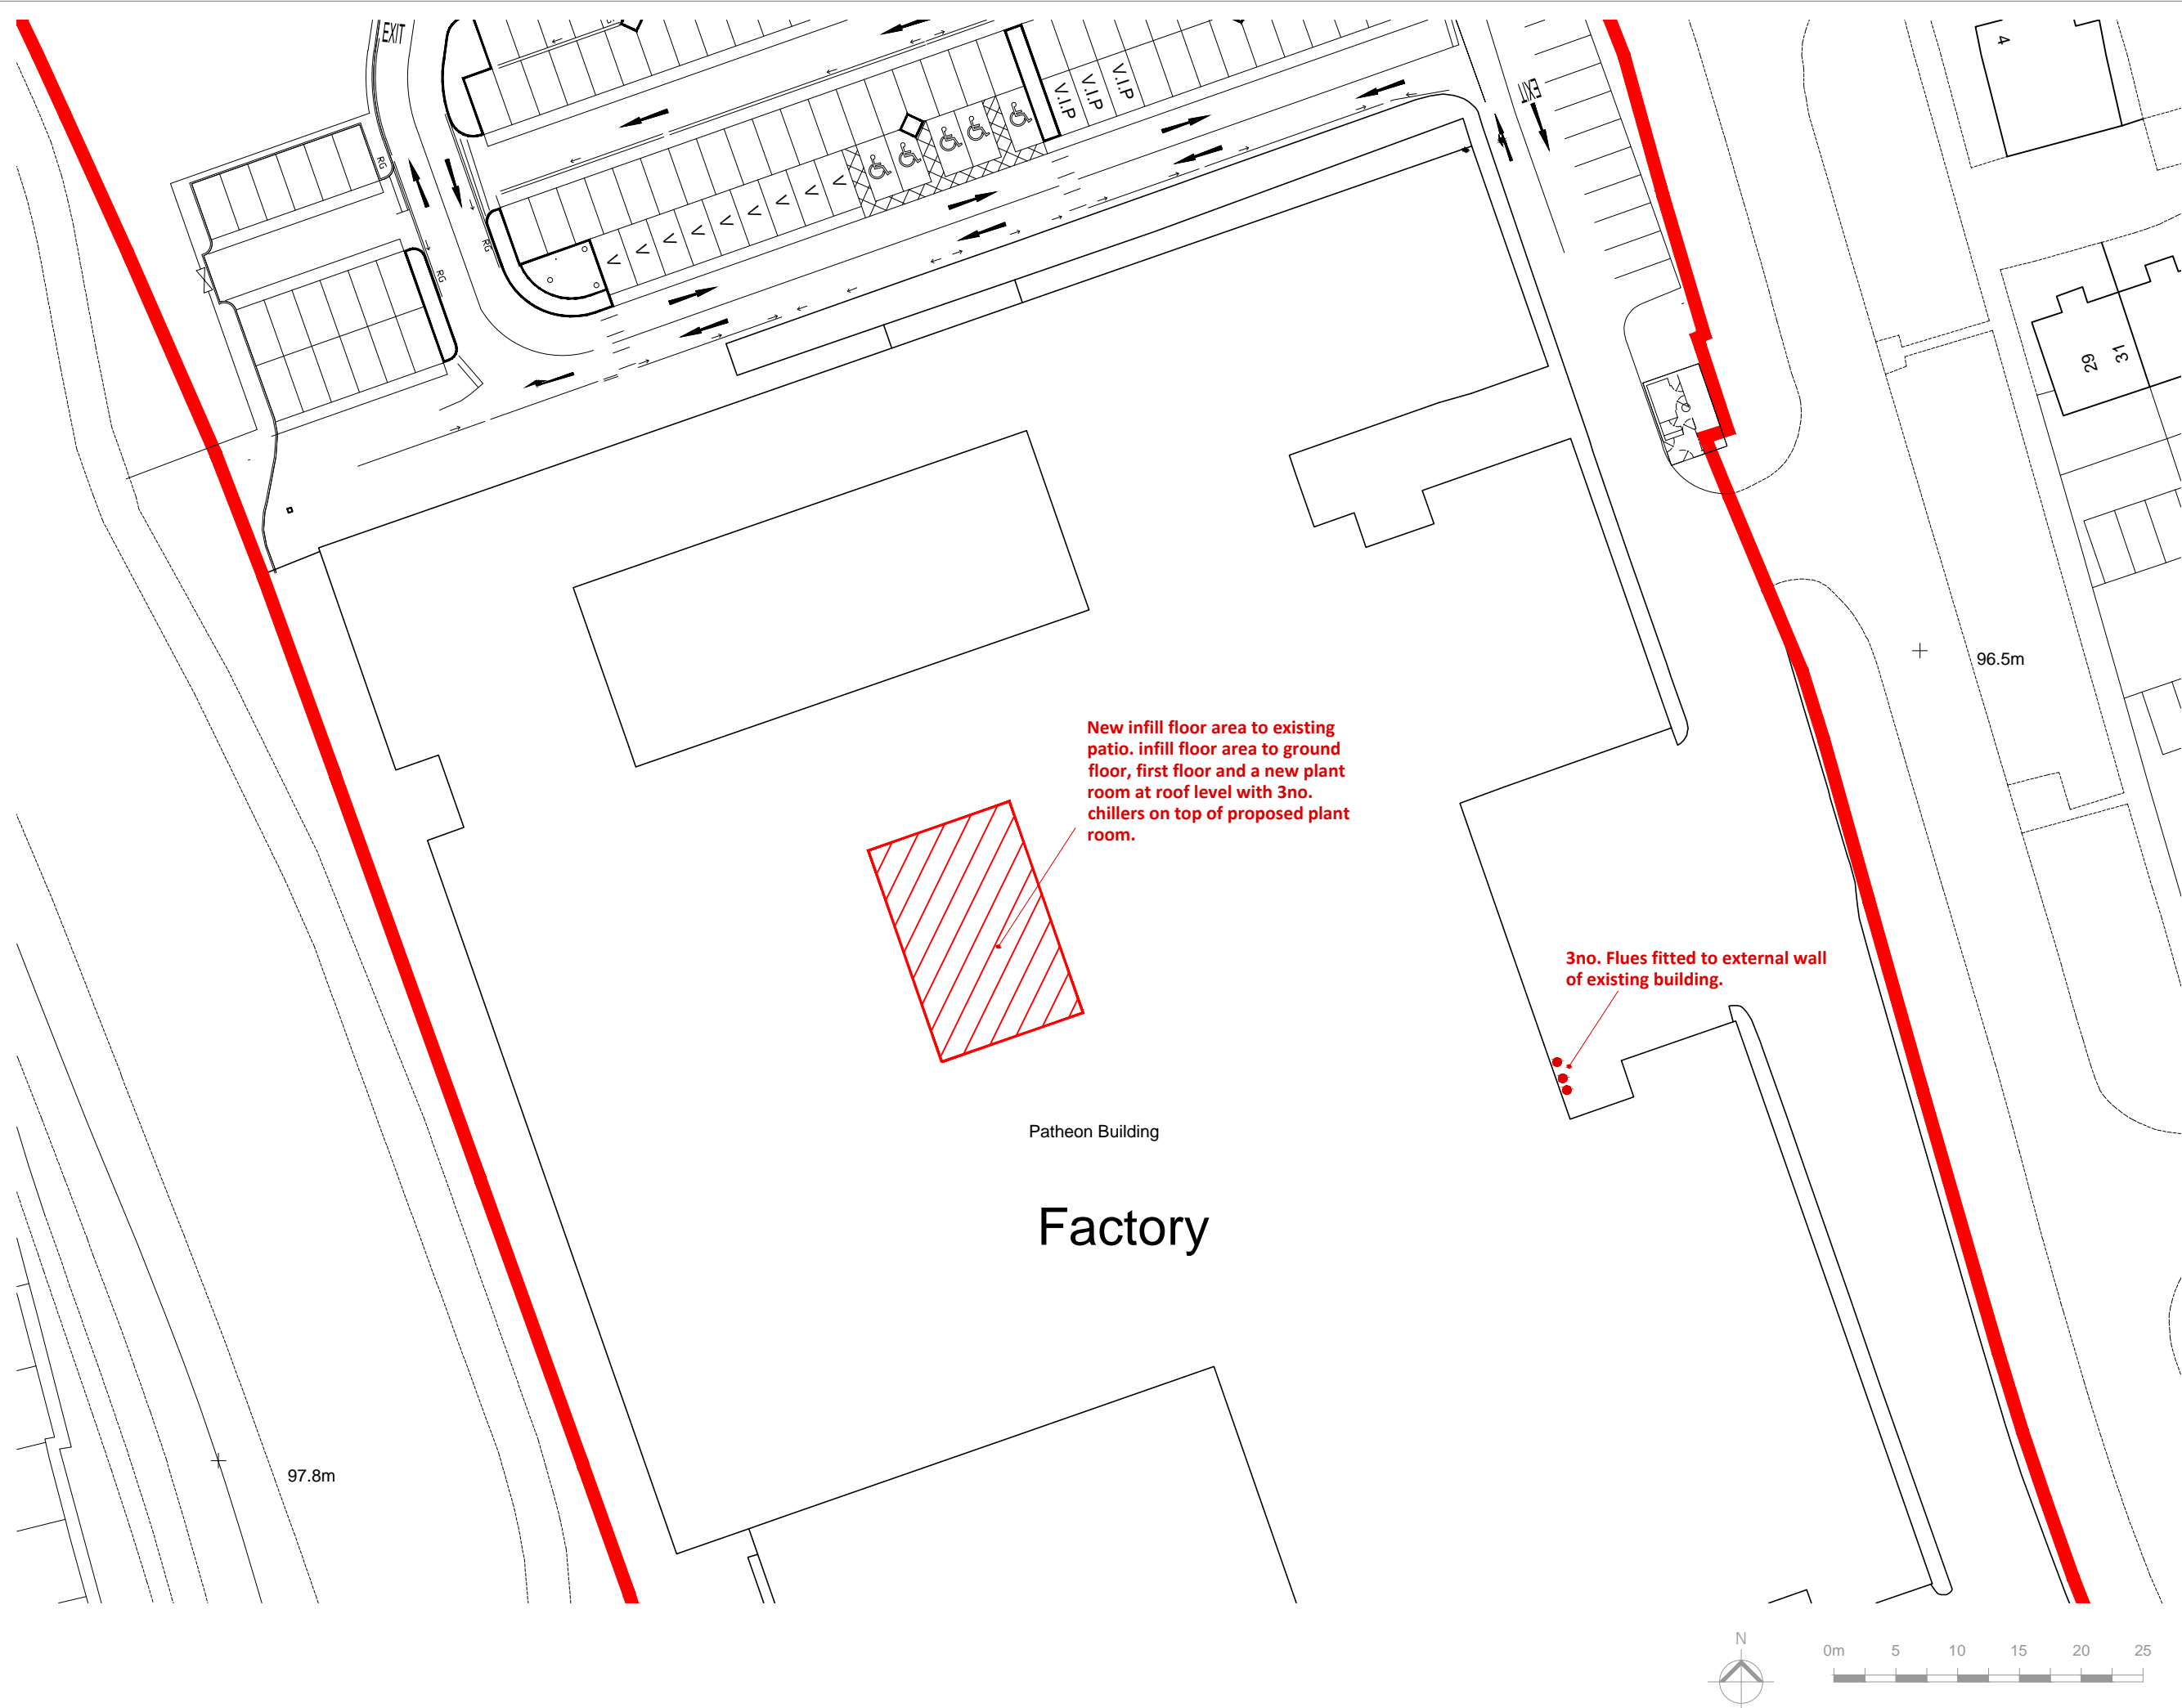 EXIT
V.I.P
V.I.P
V.I.P
EXIT
4
RG
RG
RG
V
V
V
V
V
V
V
V
V
29
31
96.5m
New infill floor area to existing
patio. infill floor area to ground
floor, first floor and a new plant
room at roof level with 3no.
chillers on top of proposed plant
room.
3no. Flues fitted to external wall
of existing building.
Patheon Building
Factory
97.8m
N
0m 5 10 15 20 25